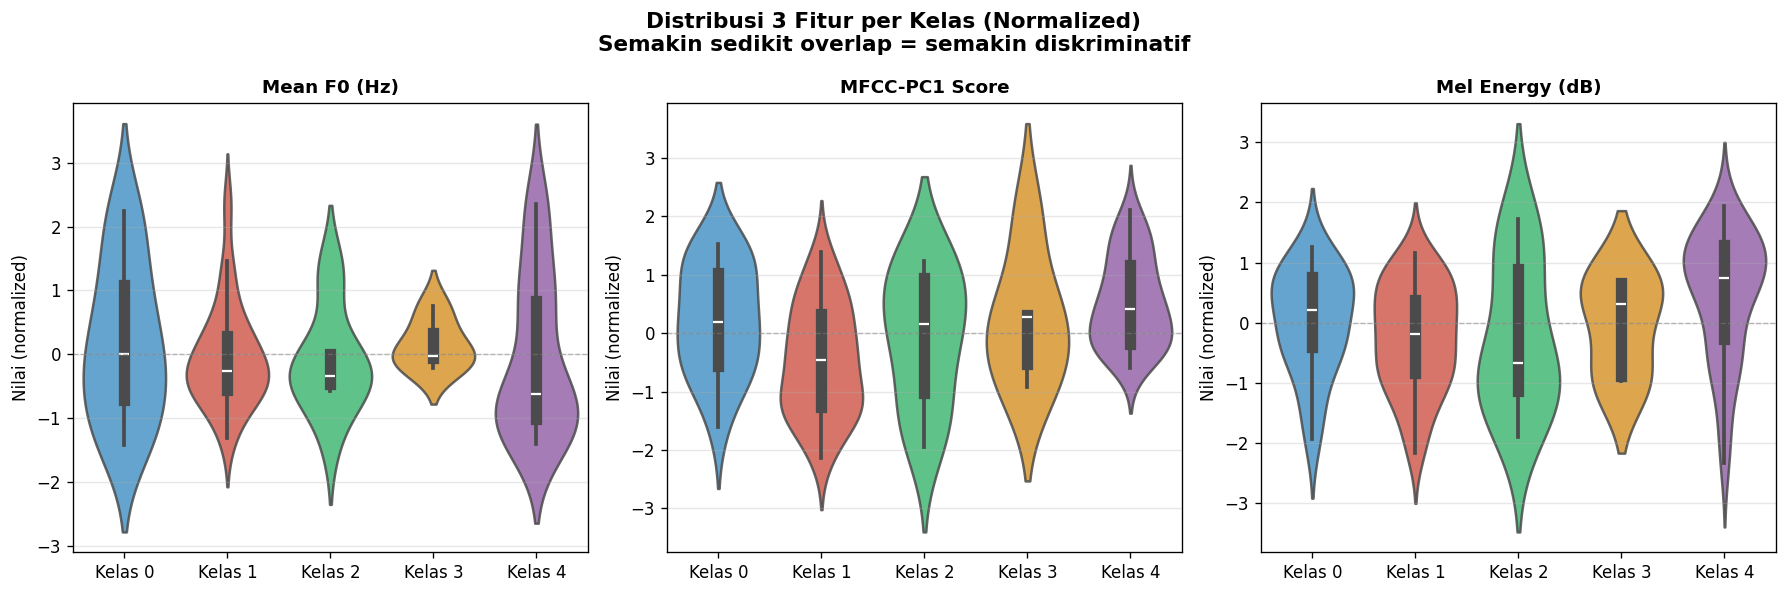 Distribusi 3 Fitur per Kelas (Normalized)
Semakin sedikit overlap = semakin diskriminatif
Mean F0 (Hz)
Nilai (normalized)
3
2
1
0
−1
−2
−3
Kelas 0 Kelas 1 Kelas 2 Kelas 3 Kelas 4
MFCC-PC1 Score
Nilai (normalized)
3
2
1
0
−1
−2
−3
Kelas 0 Kelas 1 Kelas 2 Kelas 3 Kelas 4
Mel Energy (dB)
Nilai (normalized)
3
2
1
0
−1
−2
−3
Kelas 0 Kelas 1 Kelas 2 Kelas 3 Kelas 4